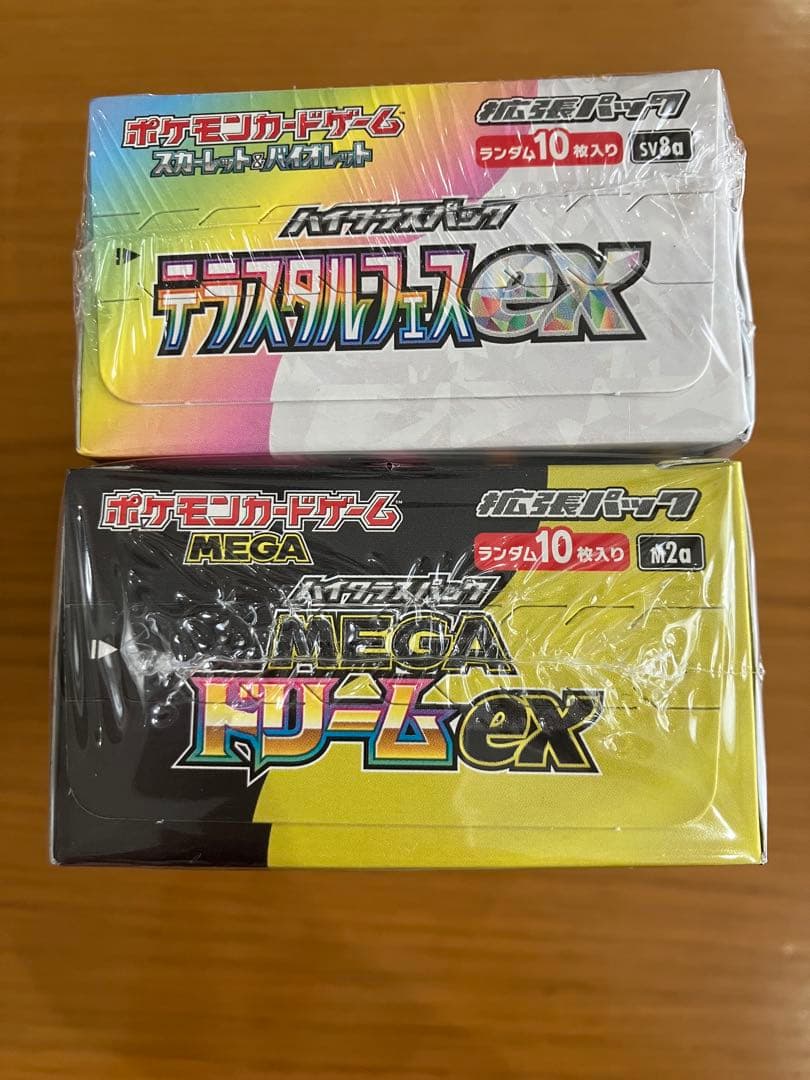 ポケモンカードゲーム
スカーレット&バイオレット
拡張パック
ランダム10枚入り SV8a
ハイクラスパック
テラスタルフェスex
ポケモンカードゲーム
MEGA
拡張パック
ランダム10枚入り m2a
ハイクラスパック
MEGA
ドリームex